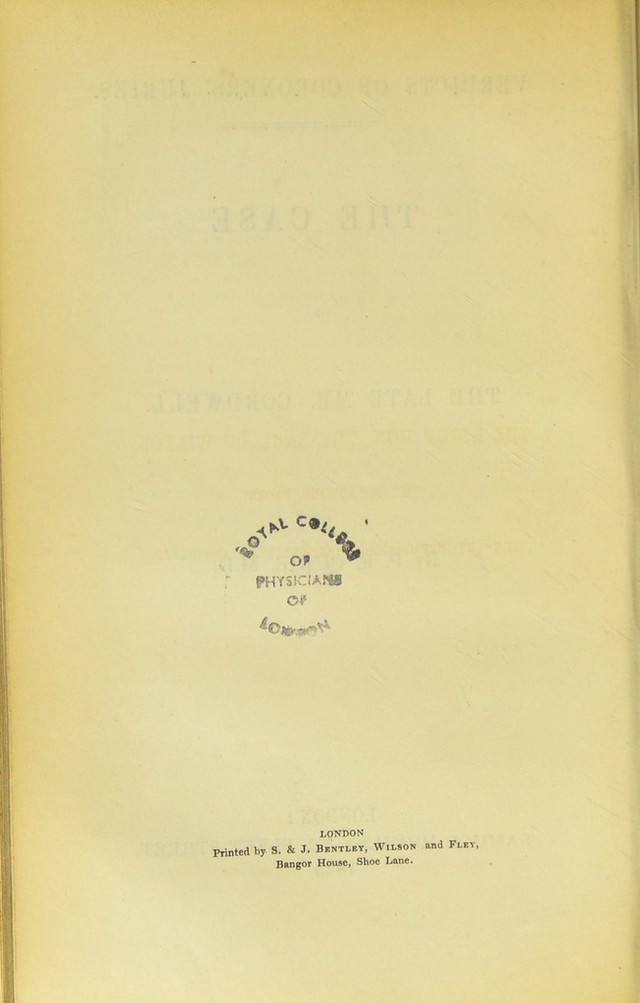 ROYAL COLLEGE
OF
PHYSICIANS
OF
LONDON
LONDON
Printed by S. & J. BENTLEY, WILSON and FLEY,
Bangor House, Shoe Lane.